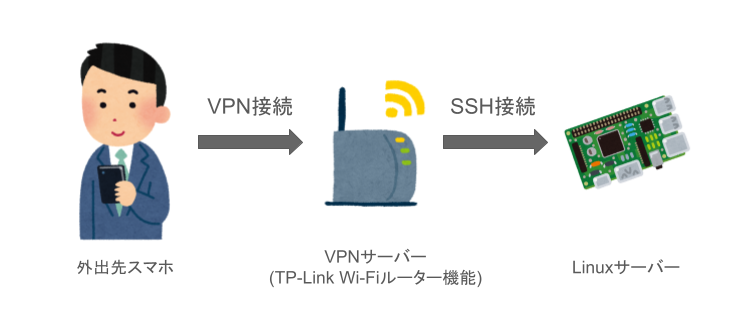 VPN接続
SSH接続
外出先スマホ
VPNサーバー
(TP-Link Wi-Fiルーター機能)
Linuxサーバー